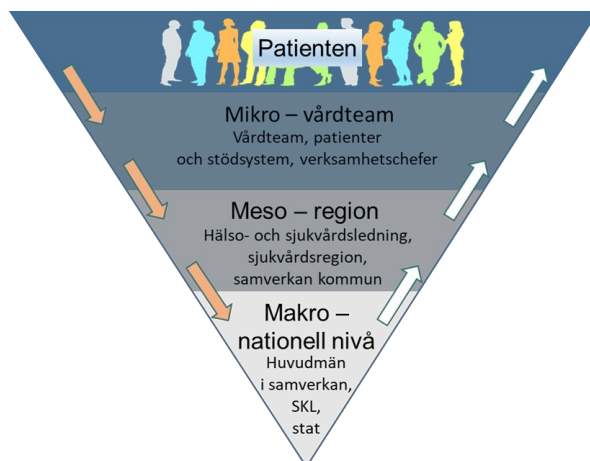 Patienten
Mikro – vårdteam
Vårdteam, patienter
och stödsystem, verksamhetschefer
Meso – region
Hälso- och sjukvårdsledning,
sjukvårdsregion,
samverkan kommun
Makro –
nationell nivå
Huvudmän
i samverkan,
SKL,
stat